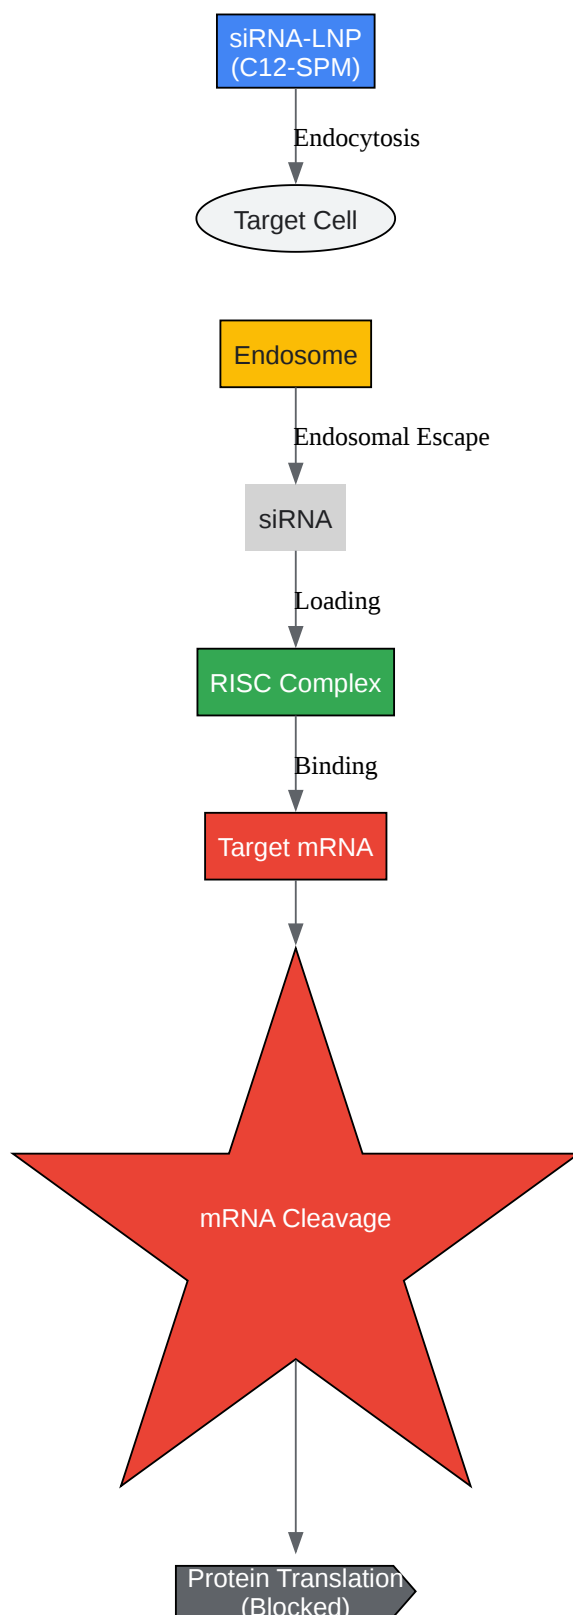 siRNA-LNP
(C12-SPM)
Endocytosis
Target Cell
Endosome
Endosomal Escape
siRNA
Loading
RISC Complex
Binding
Target mRNA
mRNA Cleavage
Protein Translation
(Blocked)